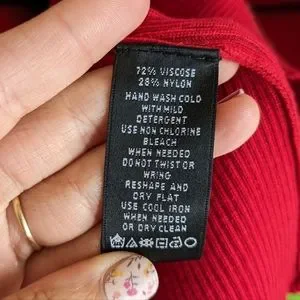 72% VISCOSE
28% NYLON
HAND WASH COLD
WITH MILD
DETERGENT
USE NON CHLORINE
BLEACH
WHEN NEEDED
DO NOT TWIST OR
WRING
RESHAPE AND
DRY FLAT
USE COOL IRON
WHEN NEEDED
OR DRY CLEAN